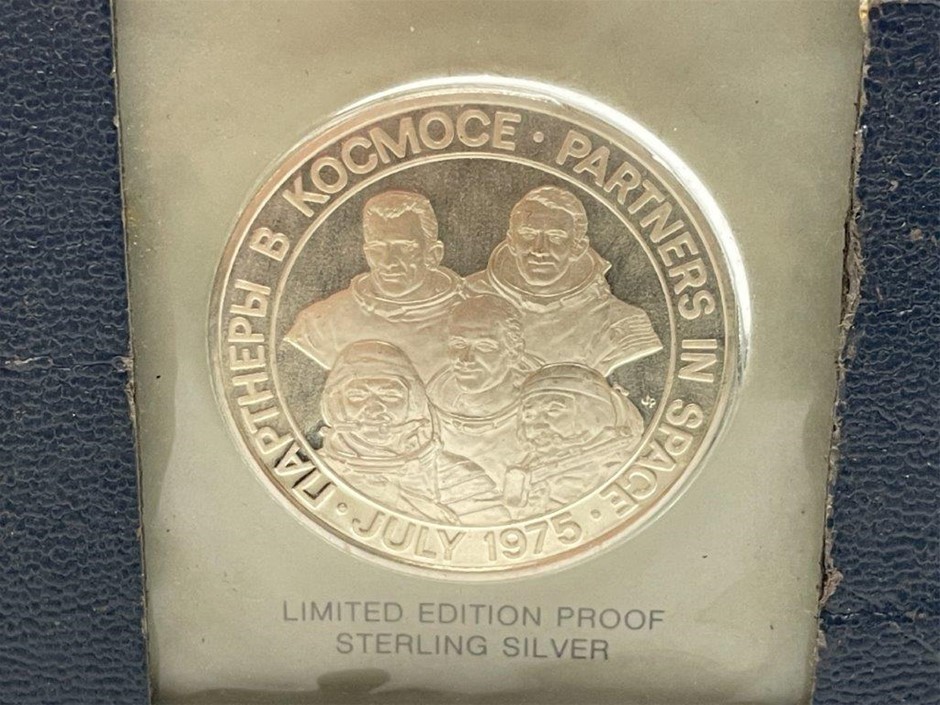 ПАРТНЕРЫ В КОСМОСЕ · PARTNERS IN SPACE
· JULY 1975 ·
LIMITED EDITION PROOF
STERLING SILVER